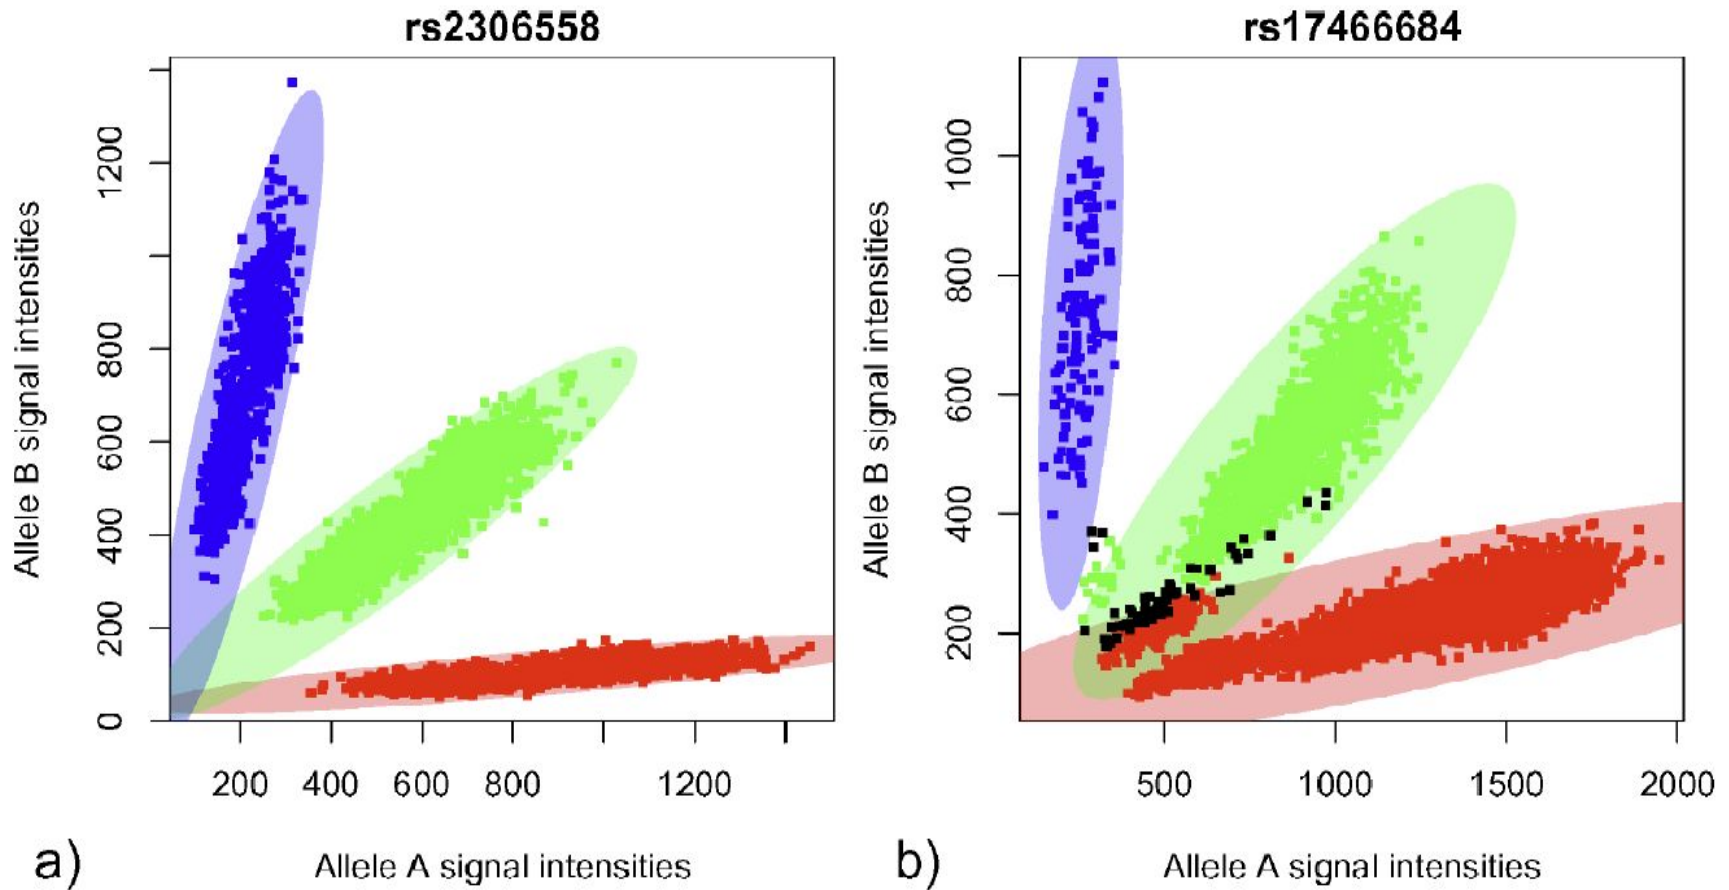 rs2306558
rs17466684
Allele B signal intensities
0
200
400
600
800
1200
200
400
600
800
1200
a)
Allele A signal intensities
Allele B signal intensities
200
400
600
800
1000
500
1000
1500
2000
b)
Allele A signal intensities